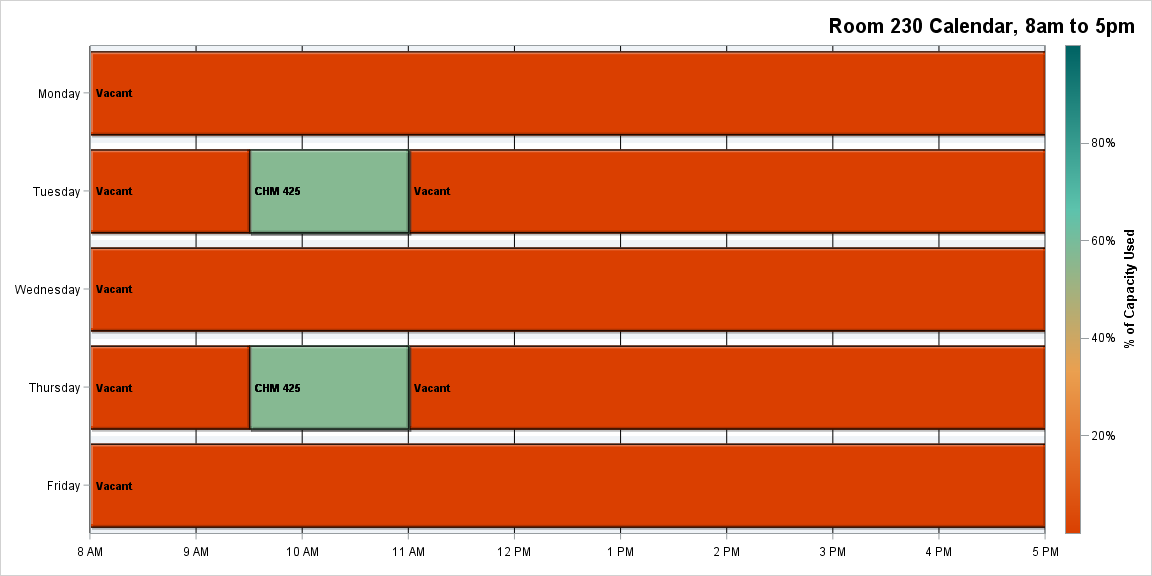 Room 230 Calendar, 8am to 5pm
Monday
Vacant
Tuesday
Vacant
CHM 425
Vacant
Wednesday
Vacant
Thursday
Vacant
CHM 425
Vacant
Friday
Vacant
8 AM
9 AM
10 AM
11 AM
12 PM
1 PM
2 PM
3 PM
4 PM
5 PM
80%
60%
40%
20%
% of Capacity Used